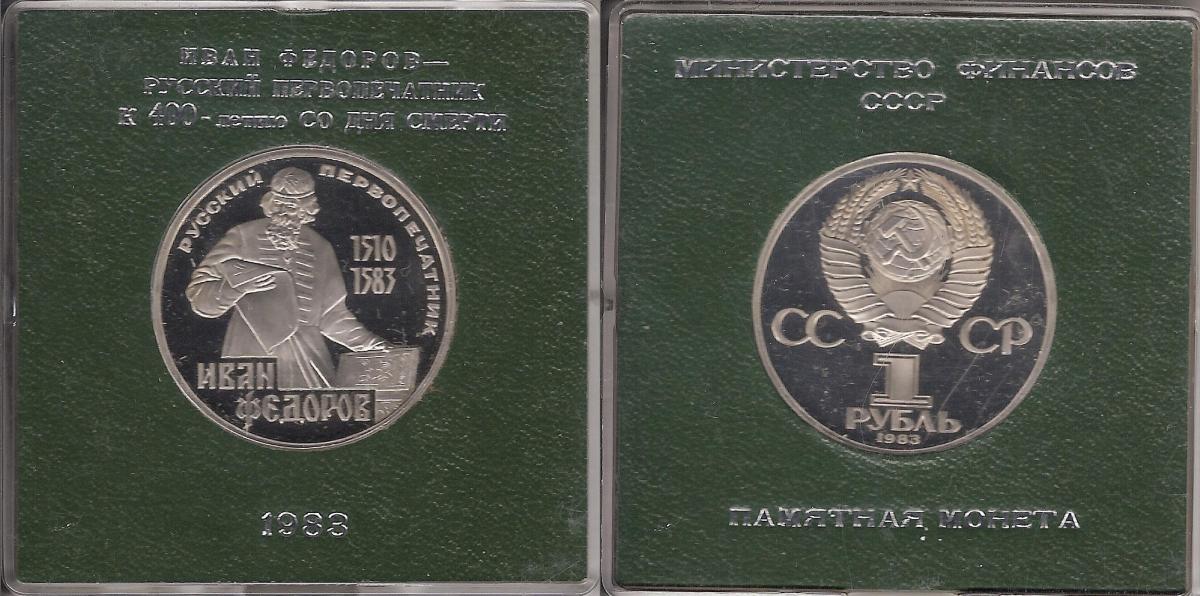 ИВАН ФЕДОРОВ—
РУССКИЙ ПЕРВОПЕЧАТНИК
К 400-летию СО ДНЯ СМЕРТИ
РУССКИЙ ПЕРВОПЕЧАТНИК
1510
1583
ИВАН
ФЕДОРОВ
1983
МИНИСТЕРСТВО ФИНАНСОВ
СССР
СС СР
1
РУБЛЬ
1983
ПАМЯТНАЯ МОНЕТА